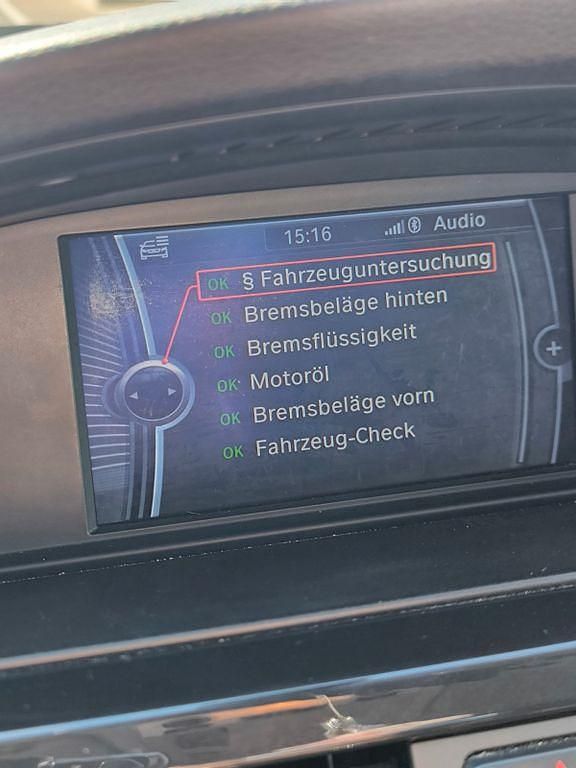 15:16 Audio
OK § Fahrzeuguntersuchung
OK Bremsbeläge hinten
OK Bremsflüssigkeit
OK Motoröl
OK Bremsbeläge vorn
OK Fahrzeug-Check